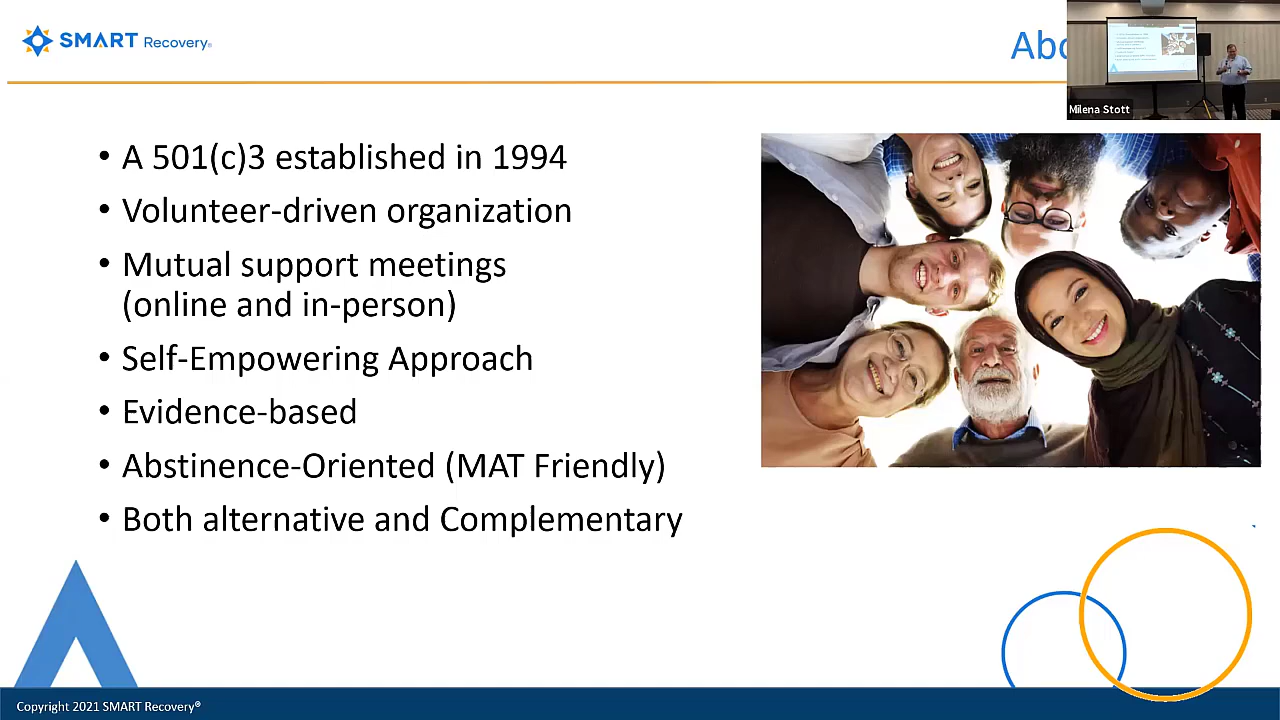 SMART Recovery®
Milena Stott
• A 501(c)3 established in 1994
• Volunteer-driven organization
• Mutual support meetings
(online and in-person)
• Self-Empowering Approach
• Evidence-based
• Abstinence-Oriented (MAT Friendly)
• Both alternative and Complementary
Copyright 2021 SMART Recovery®